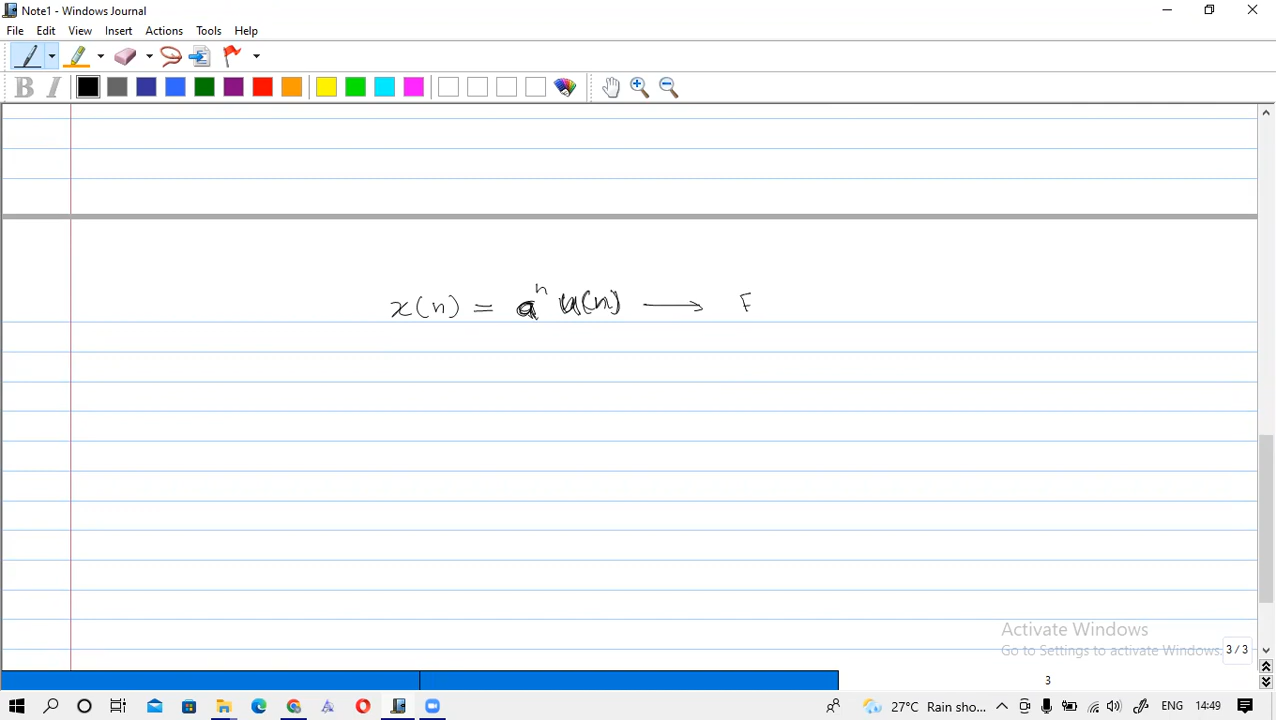 Note1 - Windows Journal
File Edit View Insert Actions Tools Help
B I
x(n) = a^n u(n) → F
Activate Windows
Go to Settings to activate Windows.
3 / 3
3
27°C Rain sho... ENG 14:49